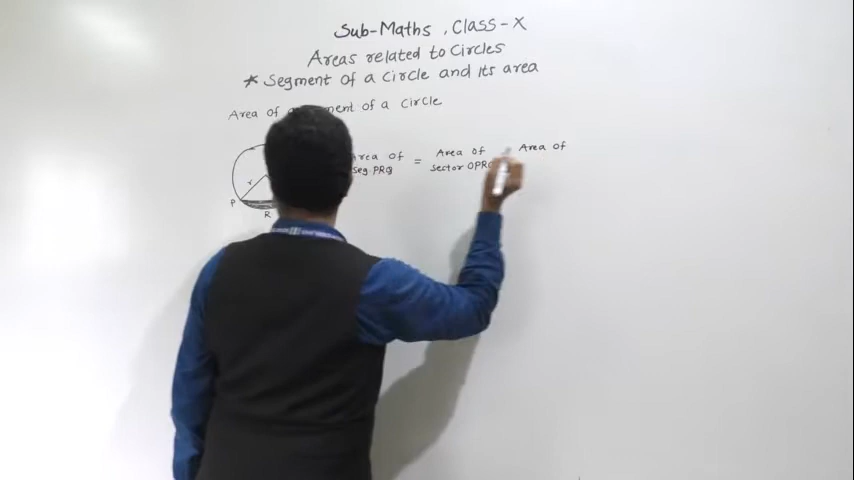 Sub-Maths, Class-X
Areas related to Circles
* Segment of a Circle and its area
Area of a Segment of a Circle
Area of = Area of Area of
Seg. PRQ Sector OPRQ
r
P
R